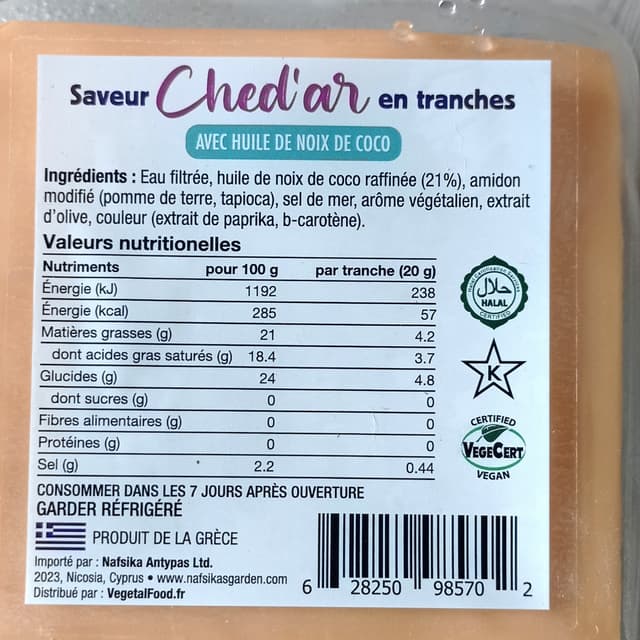 Saveur Ched'ar en tranches
AVEC HUILE DE NOIX DE COCO
Ingrédients : Eau filtrée, huile de noix de coco raffinée (21%), amidon
modifié (pomme de terre, tapioca), sel de mer, arôme végétalien, extrait
d'olive, couleur (extrait de paprika, b-carotène).
Valeurs nutritionelles
Nutriments pour 100 g par tranche (20 g)
Énergie (kJ) 1192 238
Énergie (kcal) 285 57
Matières grasses (g) 21 4.2
dont acides gras saturés (g) 18.4 3.7
Glucides (g) 24 4.8
dont sucres (g) 0 0
Fibres alimentaires (g) 0 0
Protéines (g) 0 0
Sel (g) 2.2 0.44
حلال
HALAL
CERTIFIED
K
CERTIFIED
VEGECERT
VEGAN
CONSOMMER DANS LES 7 JOURS APRÈS OUVERTURE
GARDER RÉFRIGÉRÉ
PRODUIT DE LA GRÈCE
Importé par : Nafsika Antypas Ltd.
2023, Nicosia, Cyprus • www.nafsikasgarden.com
Distribué par : VegetalFood.fr
6 28250 98570 2